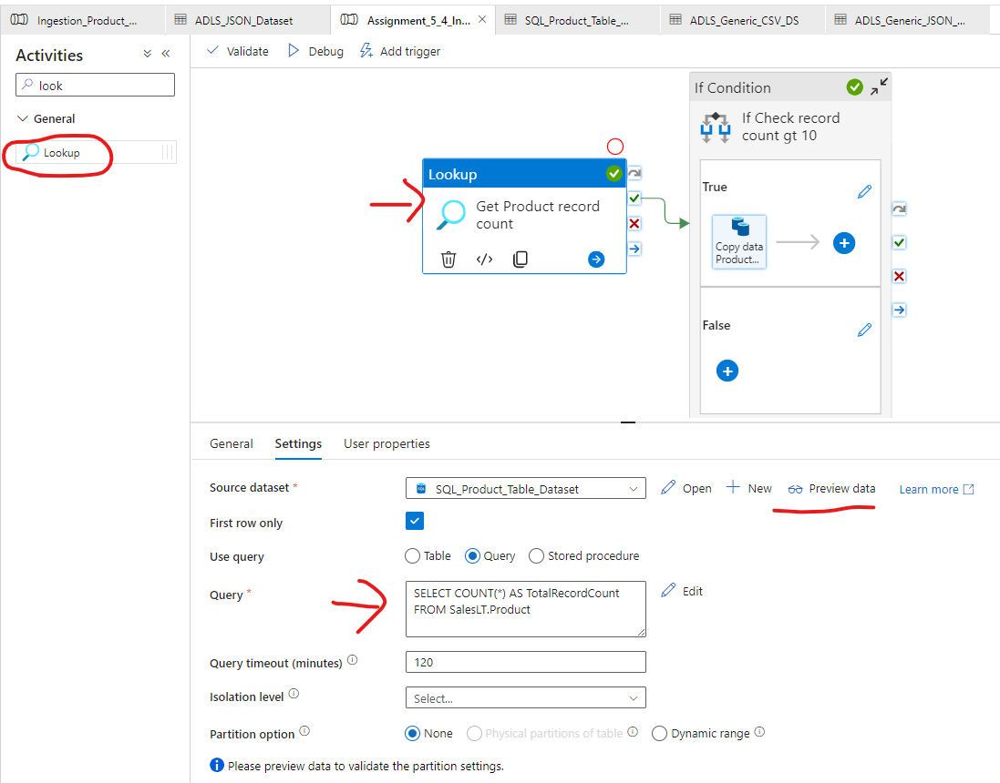 Ingestion_Product_...
ADLS_JSON_Dataset
Assignment_5_4_In...
SQL_Product_Table_...
ADLS_Generic_CSV_DS
ADLS_Generic_JSON_...
Activities
look
General
Lookup
Validate
Debug
Add trigger
Lookup
Get Product record
count
If Condition
If Check record
count gt 10
True
Copy data
Product...
False
General
Settings
User properties
Source dataset *
SQL_Product_Table_Dataset
Open
New
Preview data
Learn more
First row only
Use query
Table
Query
Stored procedure
Query *
SELECT COUNT(*) AS TotalRecordCount
FROM SalesLT.Product
Edit
Query timeout (minutes)
120
Isolation level
Select...
Partition option
None
Physical partitions of table
Dynamic range
Please preview data to validate the partition settings.